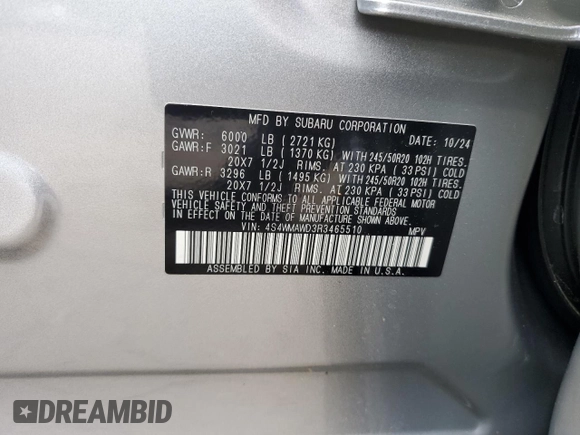 MFD BY SUBARU CORPORATION
GVWR: 6000 LB (2721 KG) DATE: 10/24
GAWR:F 3021 LB (1370 KG) WITH 245/50R20 102H TIRES.
20X7 1/2J RIMS. AT 230 KPA (33 PSI) COLD
GAWR:R 3296 LB (1495 KG) WITH 245/50R20 102H TIRES.
20X7 1/2J RIMS. AT 230 KPA (33 PSI) COLD
THIS VEHICLE CONFORMS TO ALL APPLICABLE FEDERAL MOTOR
VEHICLE SAFETY AND THEFT PREVENTION STANDARDS
IN EFFECT ON THE DATE OF MANUFACTURE SHOWN ABOVE.
VIN: 4S4WMAWD3R3465510 MPV
ASSEMBLED BY SIA INC. MADE IN U.S.A.
DREAMBID